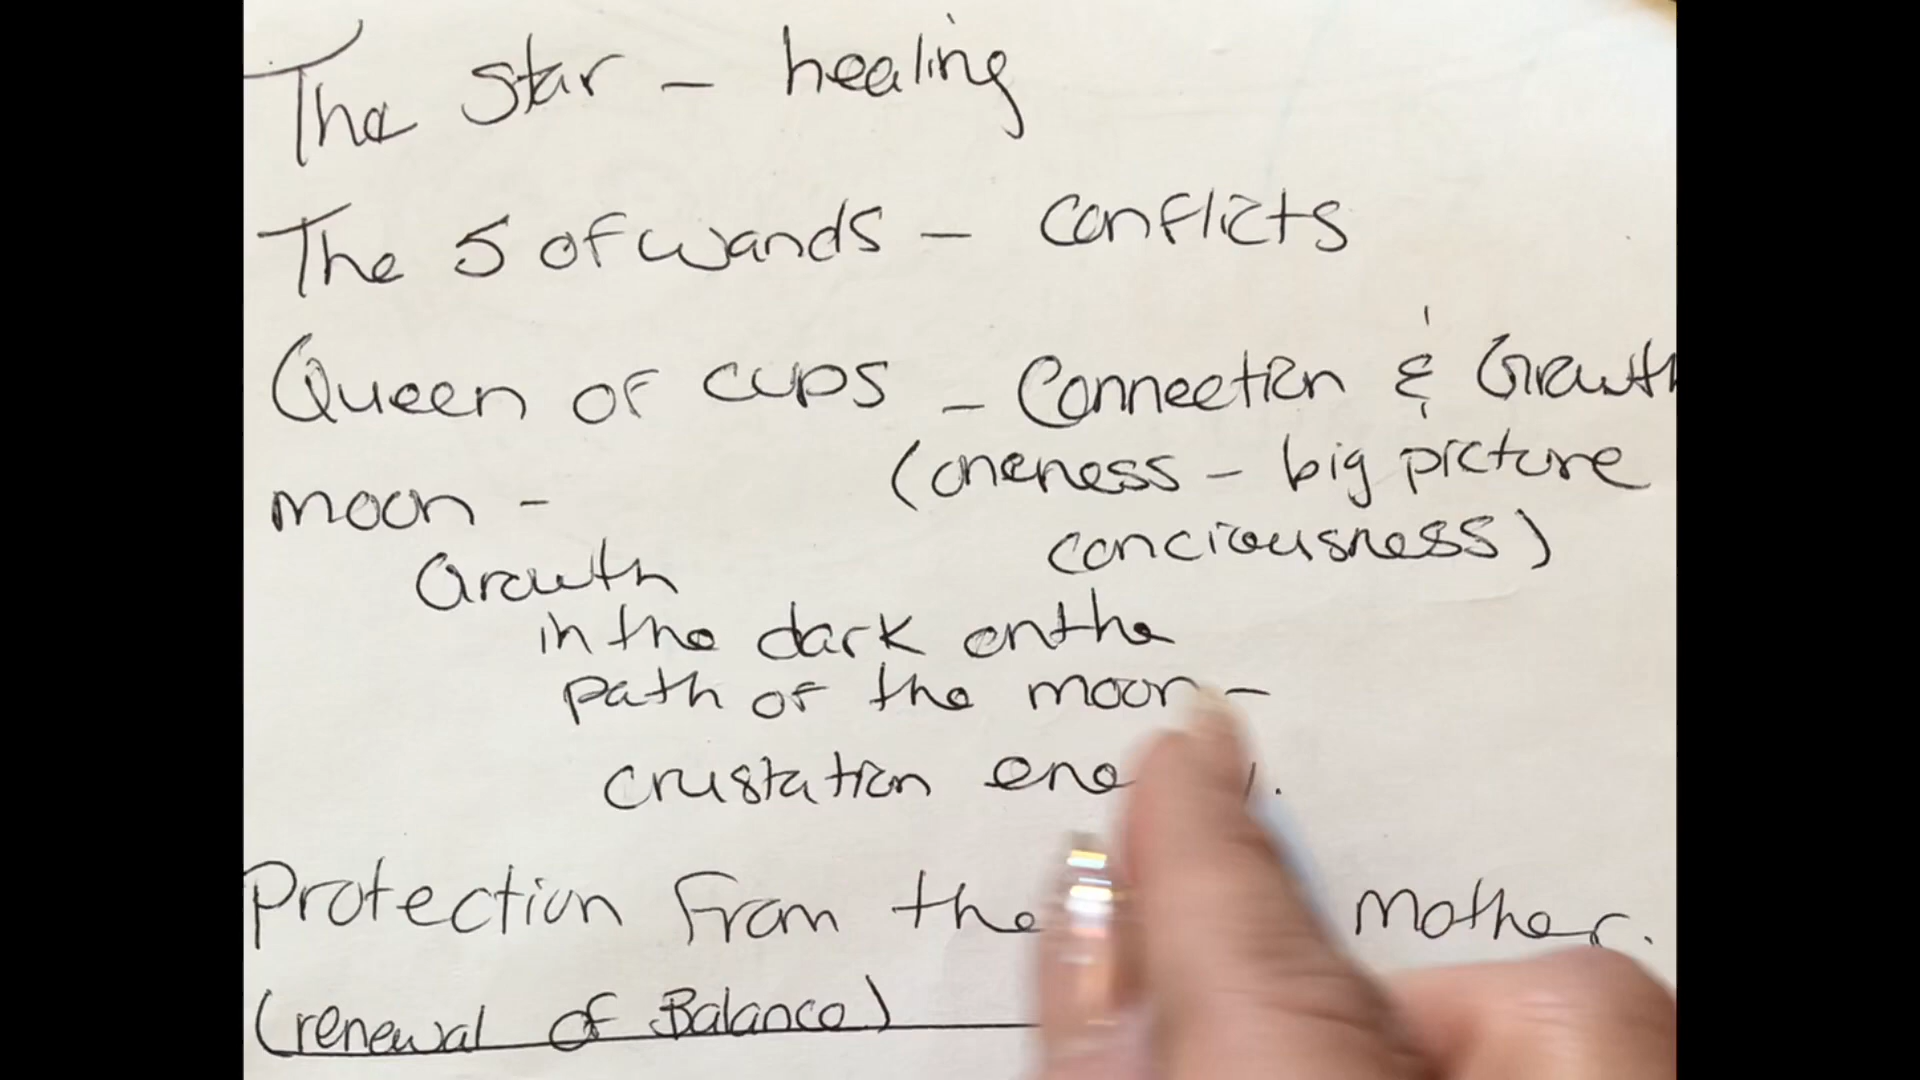 The Star - healing
The 5 of wands - conflicts
Queen of cups - Connection & Growth
(oneness - big picture
conciousness)
moon -
Growth
in the dark on the
path of the moon -
crustation
Protection From the mother.
(renewal of Balance)